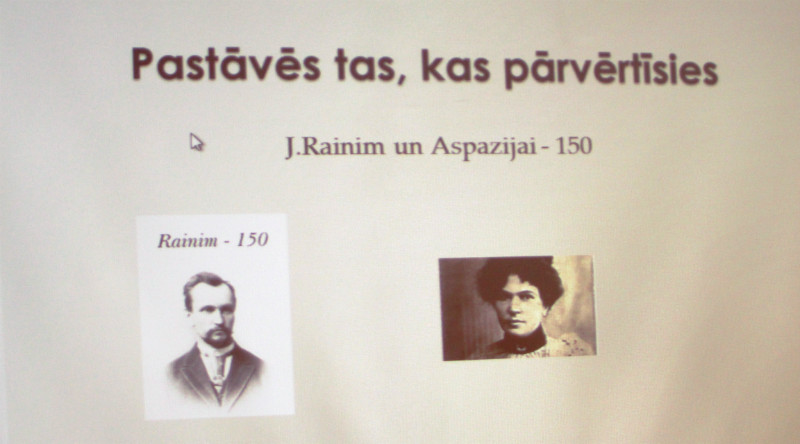 Pastāvēs tas, kas pārvērtīsies
J.Rainim un Aspazijai - 150
Rainim - 150